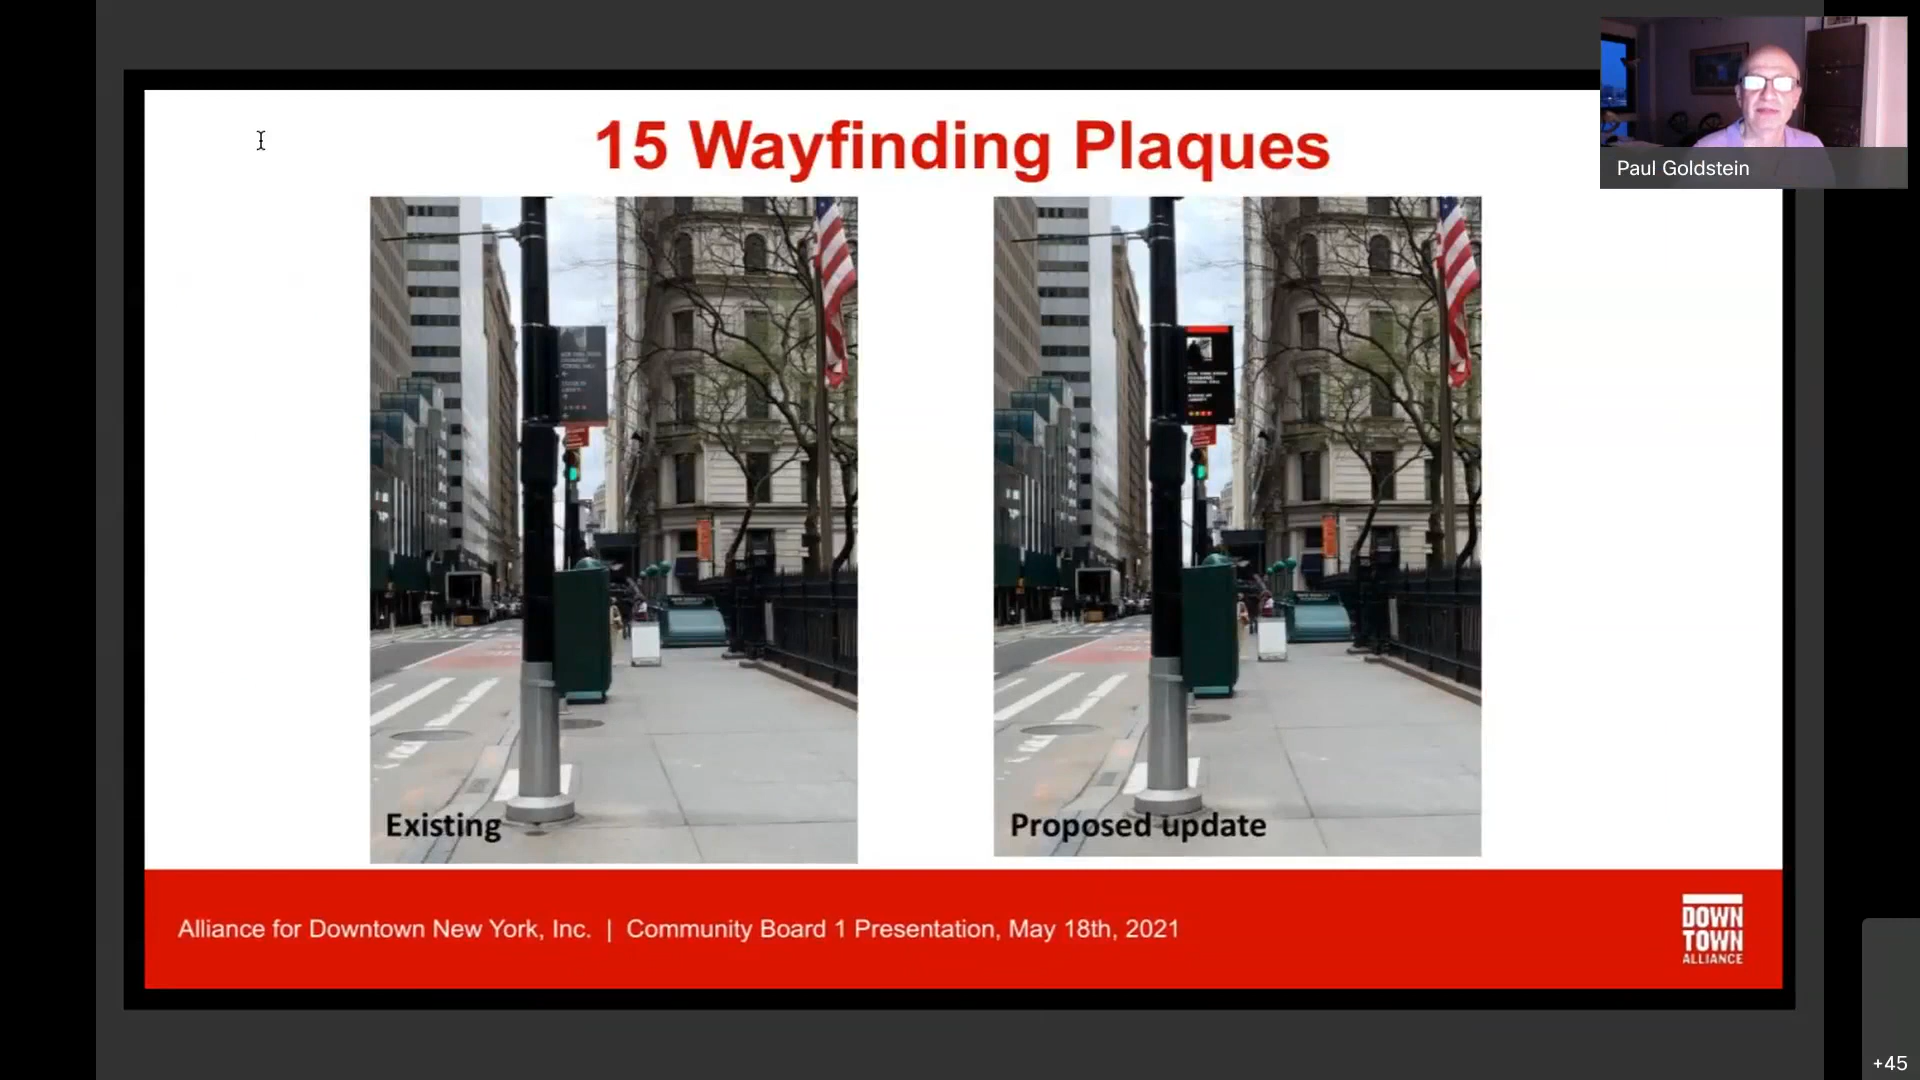 15 Wayfinding Plaques
Paul Goldstein
Existing
Proposed update
Alliance for Downtown New York, Inc. | Community Board 1 Presentation, May 18th, 2021
DOWN
TOWN
ALLIANCE
+45